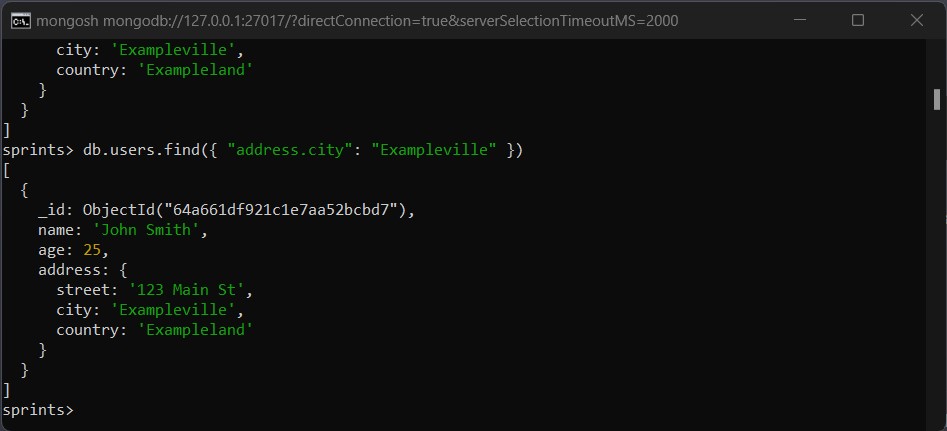 mongosh mongodb://127.0.0.1:27017/?directConnection=true&serverSelectionTimeoutMS=2000
      city: 'Exampleville',
      country: 'Exampleland'
    }
  }
]
sprints> db.users.find({ "address.city": "Exampleville" })
[
  {
    _id: ObjectId("64a661df921c1e7aa52bcbd7"),
    name: 'John Smith',
    age: 25,
    address: {
      street: '123 Main St',
      city: 'Exampleville',
      country: 'Exampleland'
    }
  }
]
sprints>